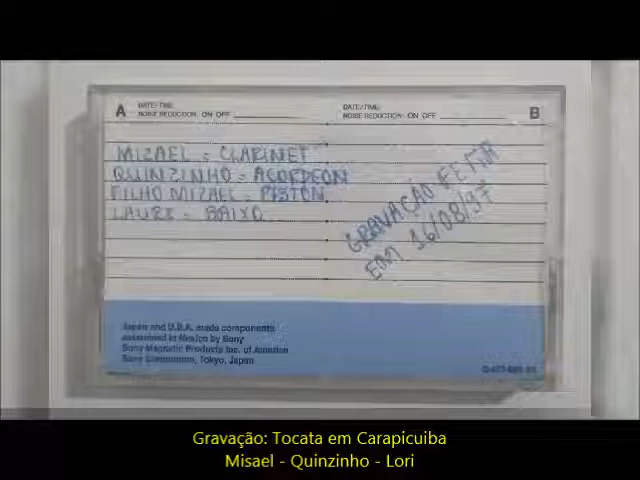 A DATE/TIME: DATE/TIME: B
NOISE REDUCTION: ON OFF NOISE REDUCTION: ON OFF
MIZAEL = CLARINET
QUINZINHO = ACORDEON
FILHO MIZAEL = PISTON
= BAIXO
GRAVAÇÃO FEITA
EM 16/08/97
Japan and U.S.A. made components
assembled in Mexico by Sony
Sony Magnetic Products Inc. of America
Sony Corporation, Tokyo, Japan
Gravação: Tocata em Carapicuiba
Misael - Quinzinho - Lori